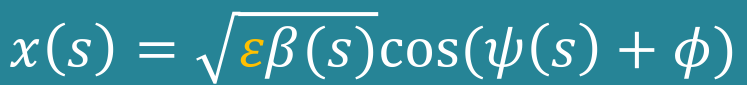 x(s) = √εβ(s)cos(ψ(s) + ϕ)